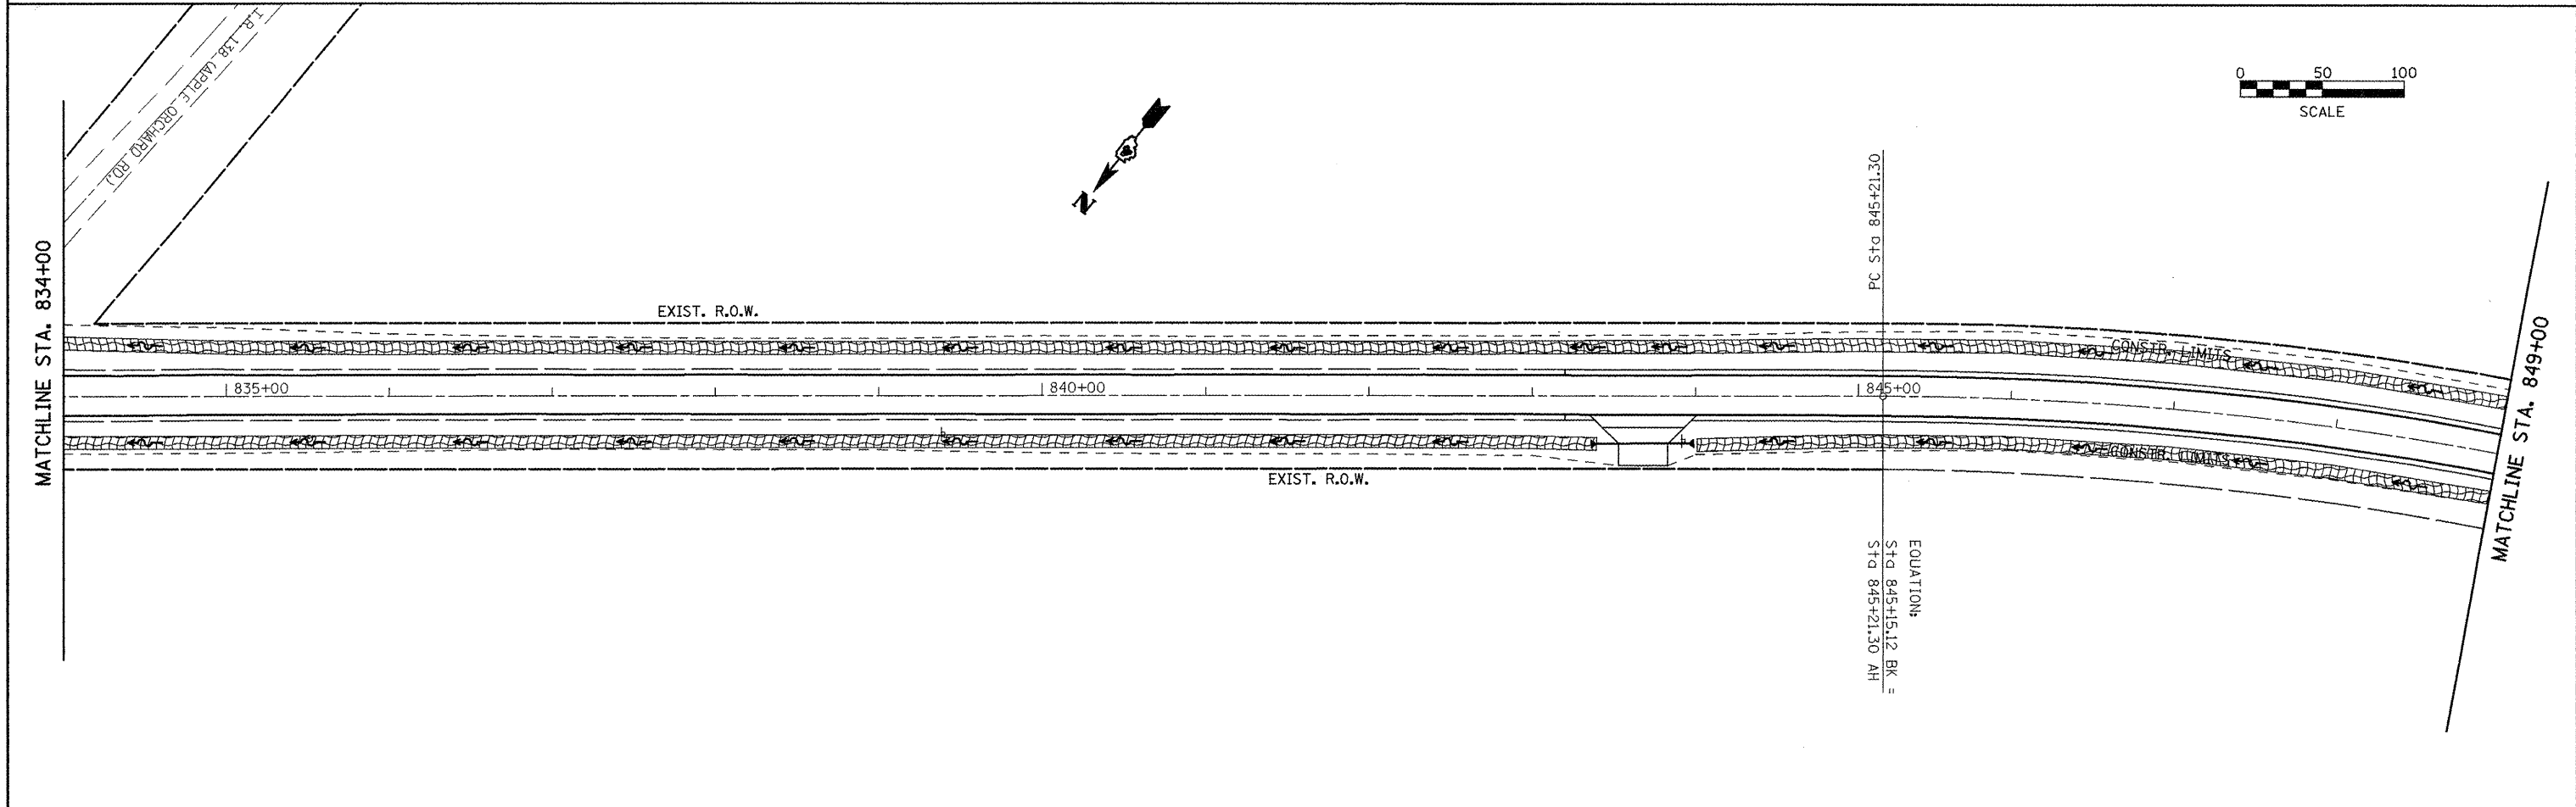 T.R. 138 (APPLE ORCHARD RD.)
0 50 100
SCALE
N
MATCHLINE STA. 834+00
EXIST. R.O.W.
PC Sta 845+21.30
CONSTR. LIMITS
835+00
840+00
845+00
CONSTR. LIMITS
EXIST. R.O.W.
MATCHLINE STA. 849+00
EQUATION:
Sta 845+15.12 BK =
Sta 845+21.30 AH